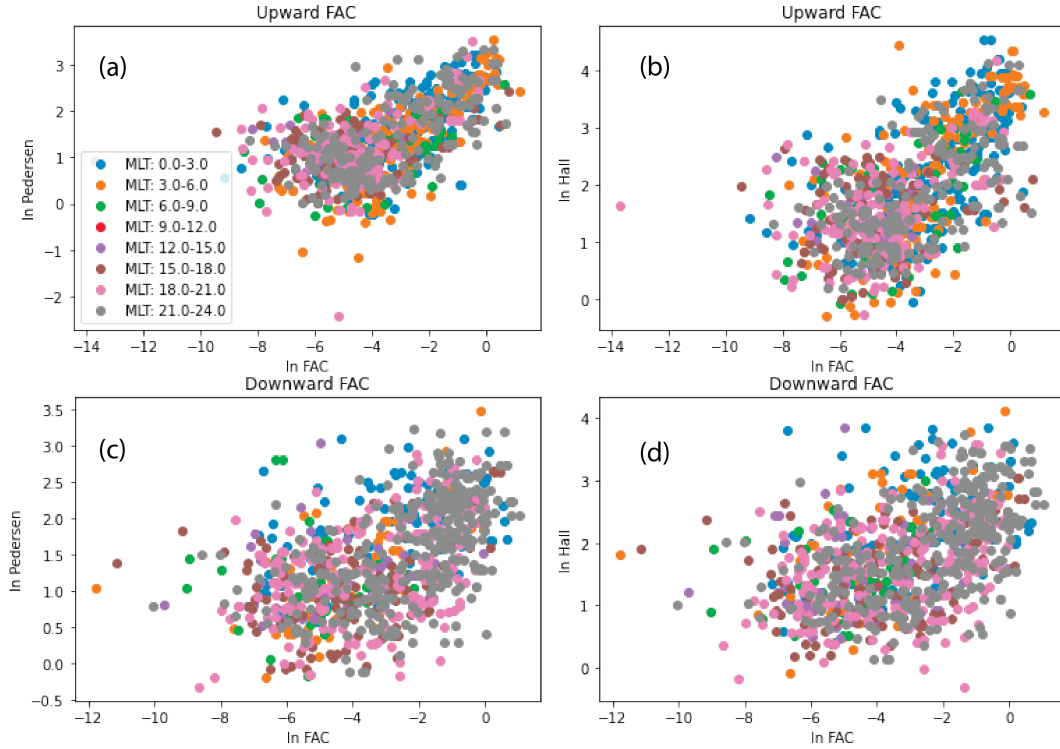 Upward FAC
(a)
ln Pedersen
3
2
1
0
−1
−2
MLT: 0.0-3.0
MLT: 3.0-6.0
MLT: 6.0-9.0
MLT: 9.0-12.0
MLT: 12.0-15.0
MLT: 15.0-18.0
MLT: 18.0-21.0
MLT: 21.0-24.0
−14 −12 −10 −8 −6 −4 −2 0
ln FAC
Upward FAC
(b)
ln Hall
4
3
2
1
0
−14 −12 −10 −8 −6 −4 −2 0
ln FAC
Downward FAC
(c)
ln Pedersen
3.5
3.0
2.5
2.0
1.5
1.0
0.5
0.0
−0.5
−12 −10 −8 −6 −4 −2 0
ln FAC
Downward FAC
(d)
ln Hall
4
3
2
1
0
−12 −10 −8 −6 −4 −2 0
ln FAC